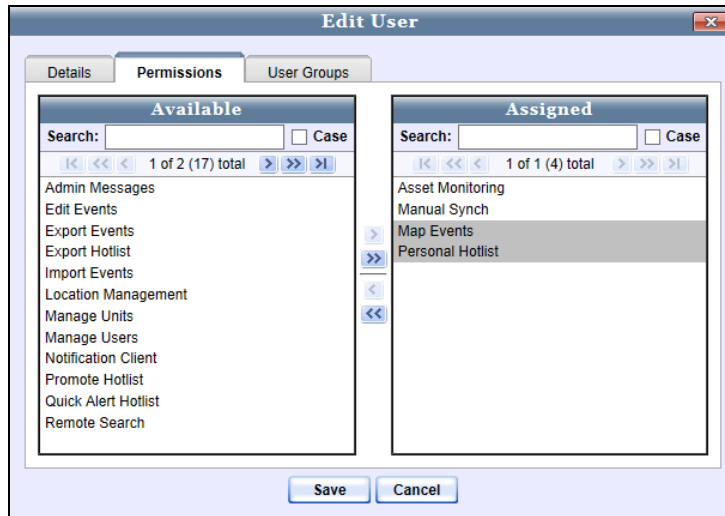 Edit User
Details Permissions User Groups
Available
Search: Case
1 of 2 (17) total
Admin Messages
Edit Events
Export Events
Export Hotlist
Import Events
Location Management
Manage Units
Manage Users
Notification Client
Promote Hotlist
Quick Alert Hotlist
Remote Search
Assigned
Search: Case
1 of 1 (4) total
Asset Monitoring
Manual Synch
Map Events
Personal Hotlist
Save Cancel